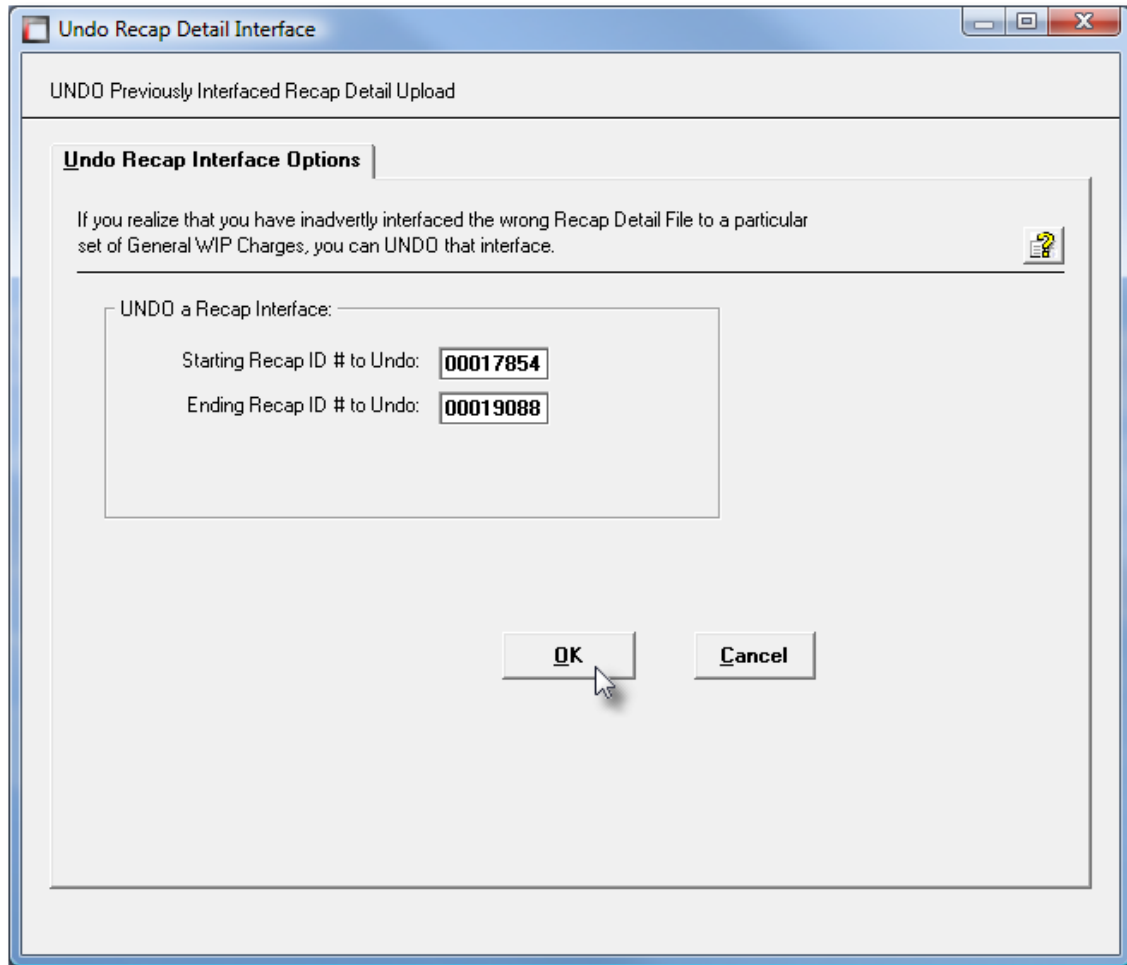 Undo Recap Detail Interface
UNDO Previously Interfaced Recap Detail Upload
Undo Recap Interface Options
If you realize that you have inadvertly interfaced the wrong Recap Detail File to a particular
set of General WIP Charges, you can UNDO that interface.
UNDO a Recap Interface:
Starting Recap ID # to Undo: 00017854
Ending Recap ID # to Undo: 00019088
OK Cancel